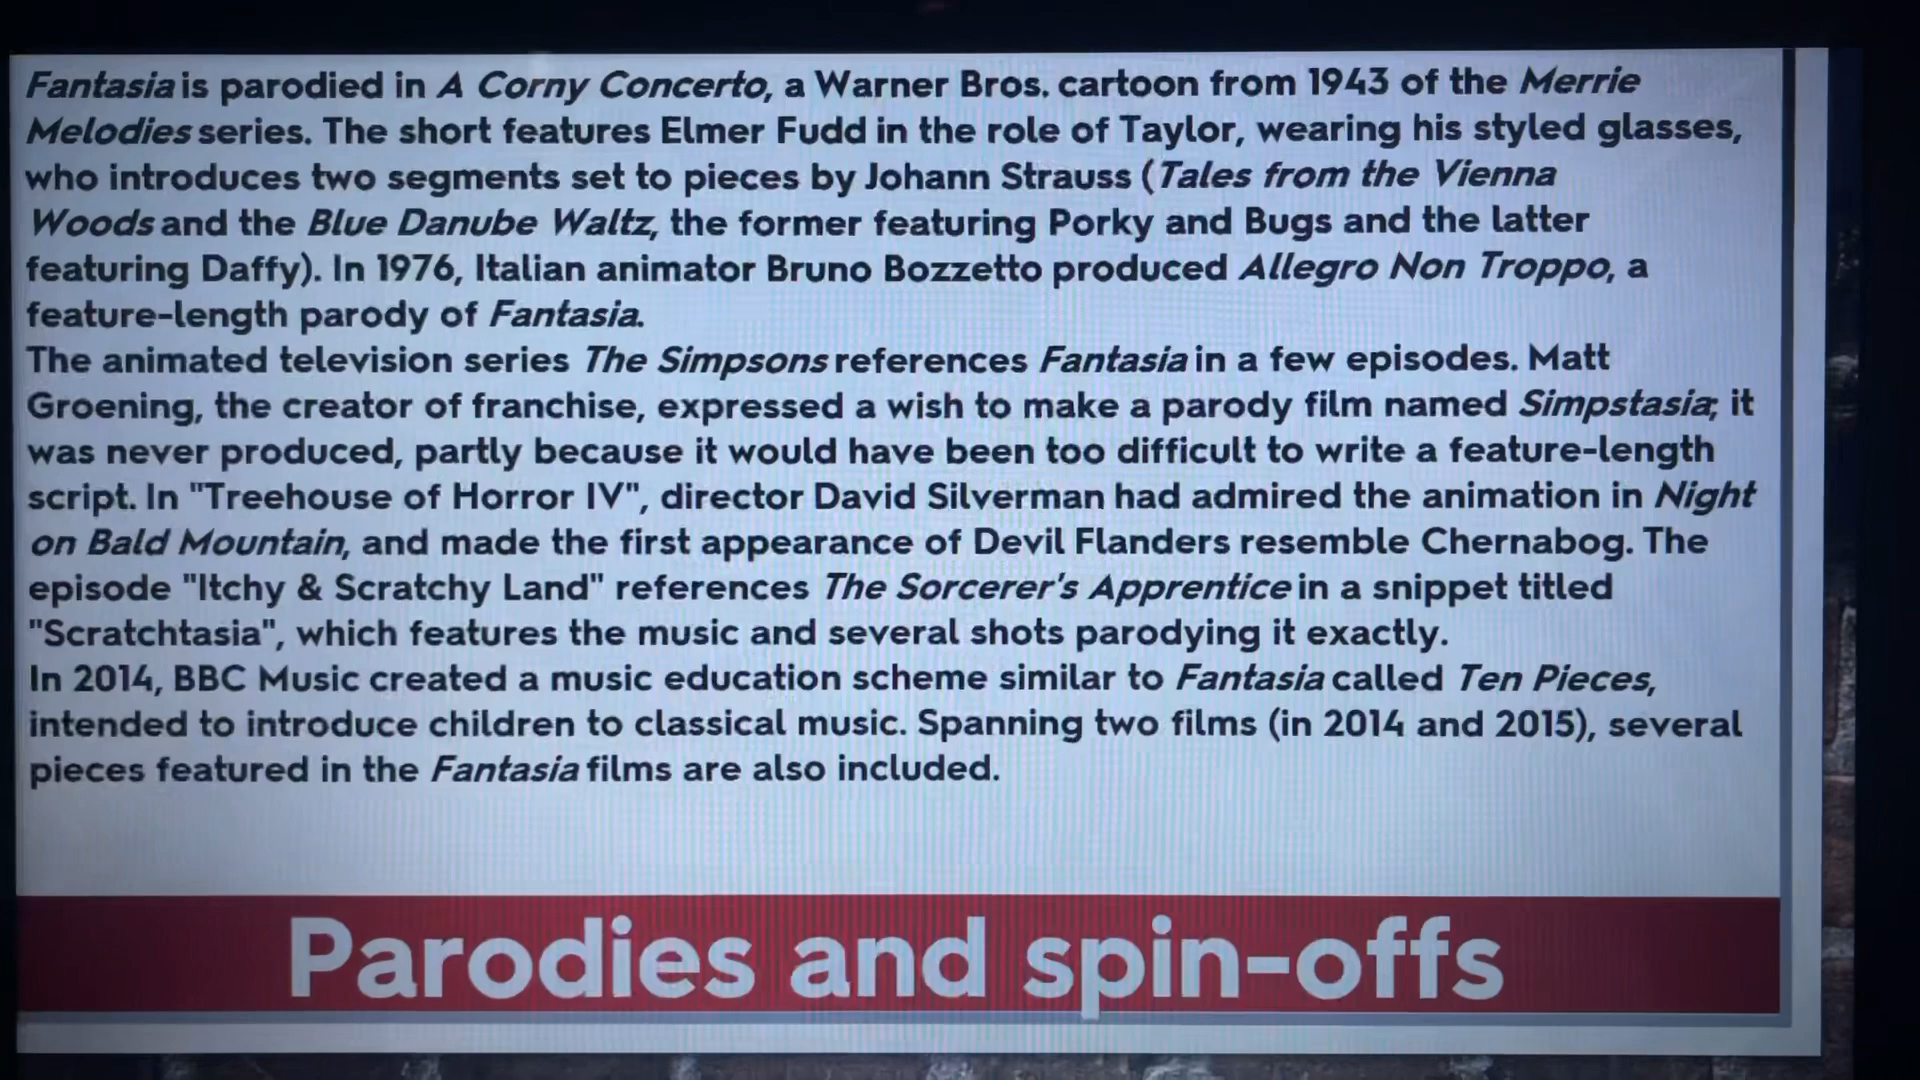 Fantasia is parodied in A Corny Concerto, a Warner Bros. cartoon from 1943 of the Merrie
Melodies series. The short features Elmer Fudd in the role of Taylor, wearing his styled glasses,
who introduces two segments set to pieces by Johann Strauss (Tales from the Vienna
Woods and the Blue Danube Waltz, the former featuring Porky and Bugs and the latter
featuring Daffy). In 1976, Italian animator Bruno Bozzetto produced Allegro Non Troppo, a
feature-length parody of Fantasia.
The animated television series The Simpsons references Fantasia in a few episodes. Matt
Groening, the creator of franchise, expressed a wish to make a parody film named Simpstasia; it
was never produced, partly because it would have been too difficult to write a feature-length
script. In "Treehouse of Horror IV", director David Silverman had admired the animation in Night
on Bald Mountain, and made the first appearance of Devil Flanders resemble Chernabog. The
episode "Itchy & Scratchy Land" references The Sorcerer's Apprentice in a snippet titled
"Scratchtasia", which features the music and several shots parodying it exactly.
In 2014, BBC Music created a music education scheme similar to Fantasia called Ten Pieces,
intended to introduce children to classical music. Spanning two films (in 2014 and 2015), several
pieces featured in the Fantasia films are also included.
Parodies and spin-offs